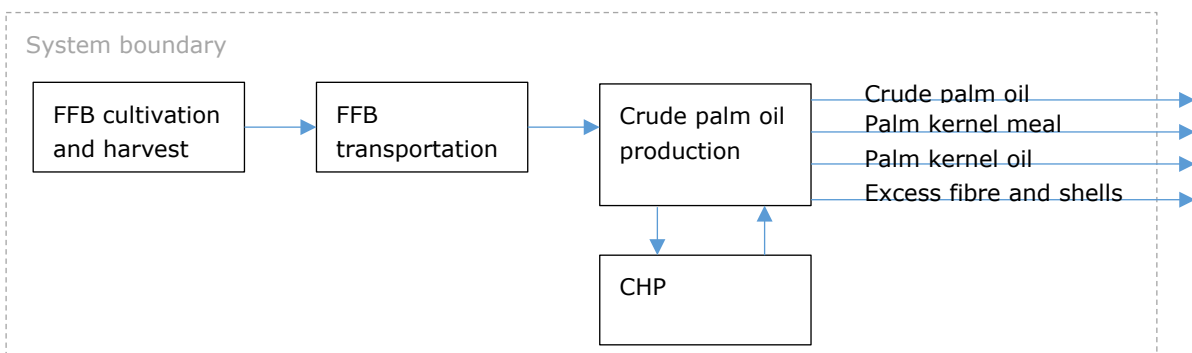 System boundary
FFB cultivation
and harvest
FFB
transportation
Crude palm oil
production
Crude palm oil
Palm kernel meal
Palm kernel oil
Excess fibre and shells
CHP